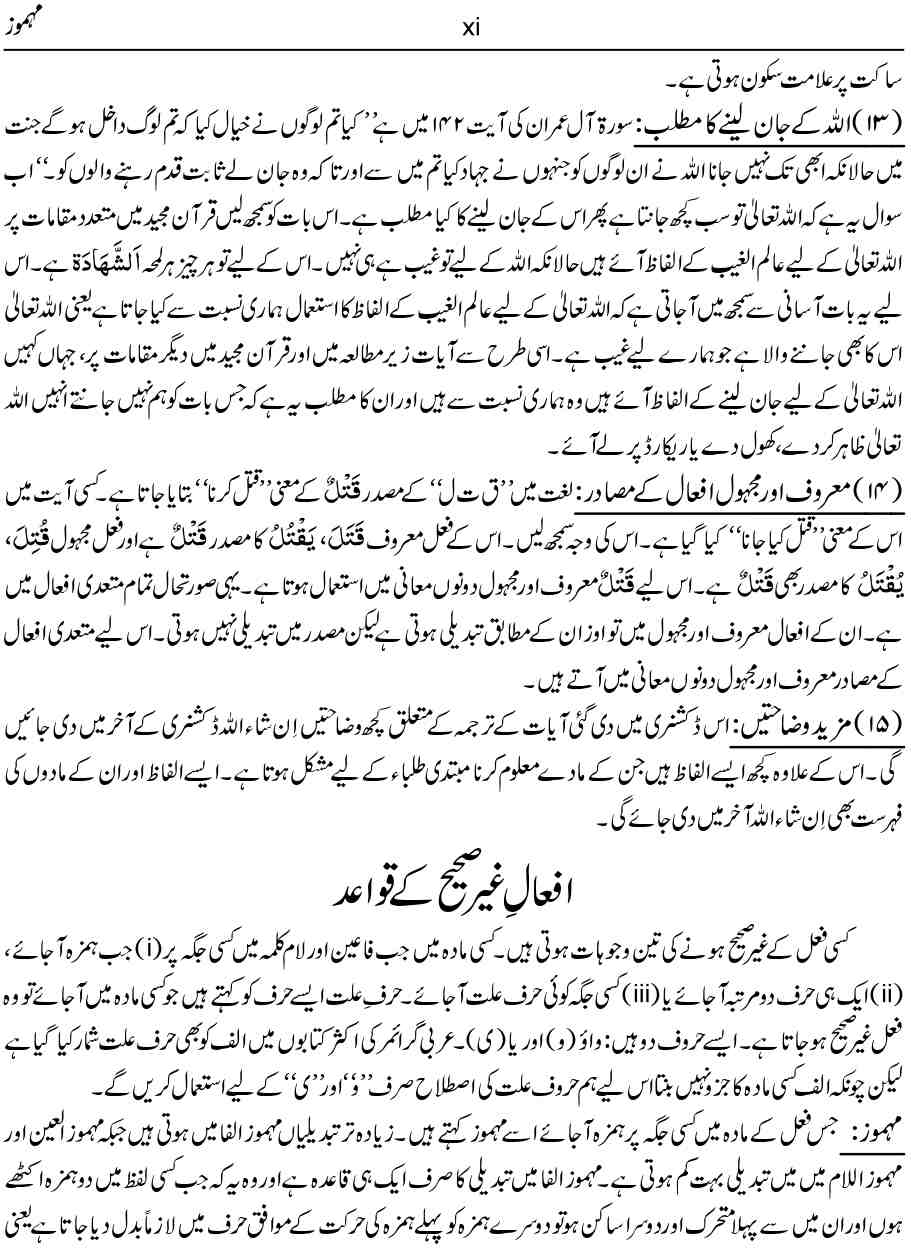 مہموز
xi
ساکت پر علامت سکون ہوتی ہے۔
(۱۳) اللہ کے جان لینے کا مطلب: سورۃ آل عمران کی آیت ۱۴۲ میں ہے ’’کیا تم لوگوں نے خیال کیا کہ تم لوگ داخل ہو گے جنت
میں حالانکہ ابھی تک نہیں جانا اللہ نے ان لوگوں کو جنہوں نے جہاد کیا تم میں سے اور تا کہ وہ جان لے ثابت قدم رہنے والوں کو۔‘‘ اب
سوال یہ ہے کہ اللہ تعالیٰ تو سب کچھ جانتا ہے پھر اس کے جان لینے کا کیا مطلب ہے۔ اس بات کو سمجھ لیں قرآن مجید میں متعدد مقامات پر
اللہ تعالیٰ کے لیے عالم الغیب کے الفاظ آئے ہیں حالانکہ اللہ کے لیے تو غیب ہے ہی نہیں۔ اس کے لیے تو ہر چیز ہر لمحہ اَلشَّهَادَة ہے۔ اس
لیے یہ بات آسانی سے سمجھ میں آجاتی ہے کہ اللہ تعالیٰ کے لیے عالم الغیب کے الفاظ کا استعمال ہماری نسبت سے کیا جاتا ہے یعنی اللہ تعالیٰ
اس کا بھی جاننے والا ہے جو ہمارے لیے غیب ہے۔ اسی طرح سے آیات زیر مطالعہ میں اور قرآن مجید میں دیگر مقامات پر، جہاں کہیں
اللہ تعالیٰ کے لیے جان لینے کے الفاظ آئے ہیں وہ ہماری نسبت سے ہیں اور ان کا مطلب یہ ہے کہ جس بات کو ہم نہیں جانتے انہیں اللہ
تعالیٰ ظاہر کر دے، کھول دے یا ریکارڈ پر لے آئے۔
(۱۴) معروف اور مجہول افعال کے مصادر: لغت میں ’’ق ت ل‘‘ کے مصدر قَتْلٌ کے معنی ’’قتل کرنا‘‘ بتایا جاتا ہے۔ کسی آیت میں
اس کے معنی ’’قتل کیا جانا‘‘ کیا گیا ہے۔ اس کی وجہ سمجھ لیں۔ اس کے فعل معروف قَتَلَ، يَقْتُلُ کا مصدر قَتْلٌ ہے اور فعل مجہول قُتِلَ،
يُقْتَلُ کا مصدر بھی قَتْلٌ ہے۔ اس لیے قَتْلٌ معروف اور مجہول دونوں معانی میں استعمال ہوتا ہے۔ یہی صورتحال تمام متعدی افعال میں
ہے۔ ان کے افعال معروف اور مجہول میں تو اوزان کے مطابق تبدیلی ہوتی ہے لیکن مصدر میں تبدیلی نہیں ہوتی۔ اس لیے متعدی افعال
کے مصادر معروف اور مجہول دونوں معانی میں آتے ہیں۔
(۱۵) مزید وضاحتیں: اس ڈکشنری میں دی گئی آیات کے ترجمہ کے متعلق کچھ وضاحتیں اِن شاء اللہ ڈکشنری کے آخر میں دی جائیں
گی۔ اس کے علاوہ کچھ ایسے الفاظ ہیں جن کے مادے معلوم کرنا مبتدی طلباء کے لیے مشکل ہوتا ہے۔ ایسے الفاظ اور ان کے مادوں کی
فہرست بھی اِن شاء اللہ آخر میں دی جائے گی۔
افعالِ غیر صحیح کے قواعد
کسی فعل کے غیر صحیح ہونے کی تین وجوہات ہوتی ہیں۔ کسی مادہ میں جب فا عین اور لام کلمہ میں کسی جگہ پر (i) جب ہمزہ آجائے،
(ii) ایک ہی حرف دو مرتبہ آ جائے یا (iii) کسی جگہ کوئی حرف علت آجائے۔ حرفِ علت ایسے حرف کو کہتے ہیں جو کسی مادہ میں آجائے تو وہ
فعل غیر صحیح ہو جاتا ہے۔ ایسے حروف دو ہیں: واؤ (و) اور یا (ی)۔ عربی گرائمر کی اکثر کتابوں میں الف کو بھی حرف علت شمار کیا گیا ہے
لیکن چونکہ الف کسی مادہ کا جزو نہیں بنتا اس لیے ہم حروف علت کی اصطلاح صرف ’’و‘‘ اور ’’ی‘‘ کے لیے استعمال کریں گے۔
مہموز: جس فعل کے مادہ میں کسی جگہ پر ہمزہ آجائے اسے مہموز کہتے ہیں۔ زیادہ تر تبدیلیاں مہموز الفا میں ہوتی ہیں جبکہ مہموز العین اور
مہموز اللام میں میں تبدیلی بہت کم ہوتی ہے۔ مہموز الفا میں تبدیلی کا صرف ایک ہی قاعدہ ہے اور وہ یہ کہ جب کسی لفظ میں دو ہمزہ اکٹھے
ہوں اور ان میں سے پہلا متحرک اور دوسرا ساکن ہو تو دوسرے ہمزہ کو پہلے ہمزہ کی حرکت کے موافق حرف میں لازماً بدل دیا جاتا ہے یعنی